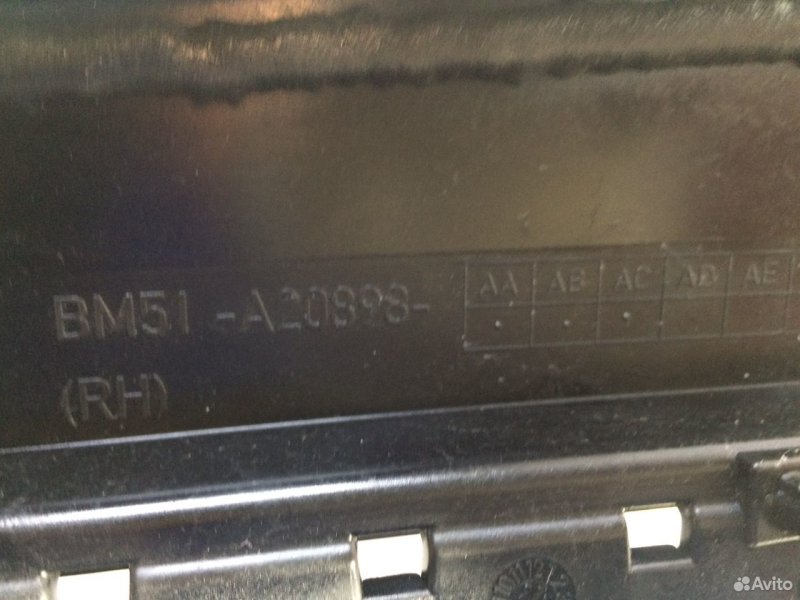 BM51 -A20898-
AA AB AC AD AE
(RH)
Avito